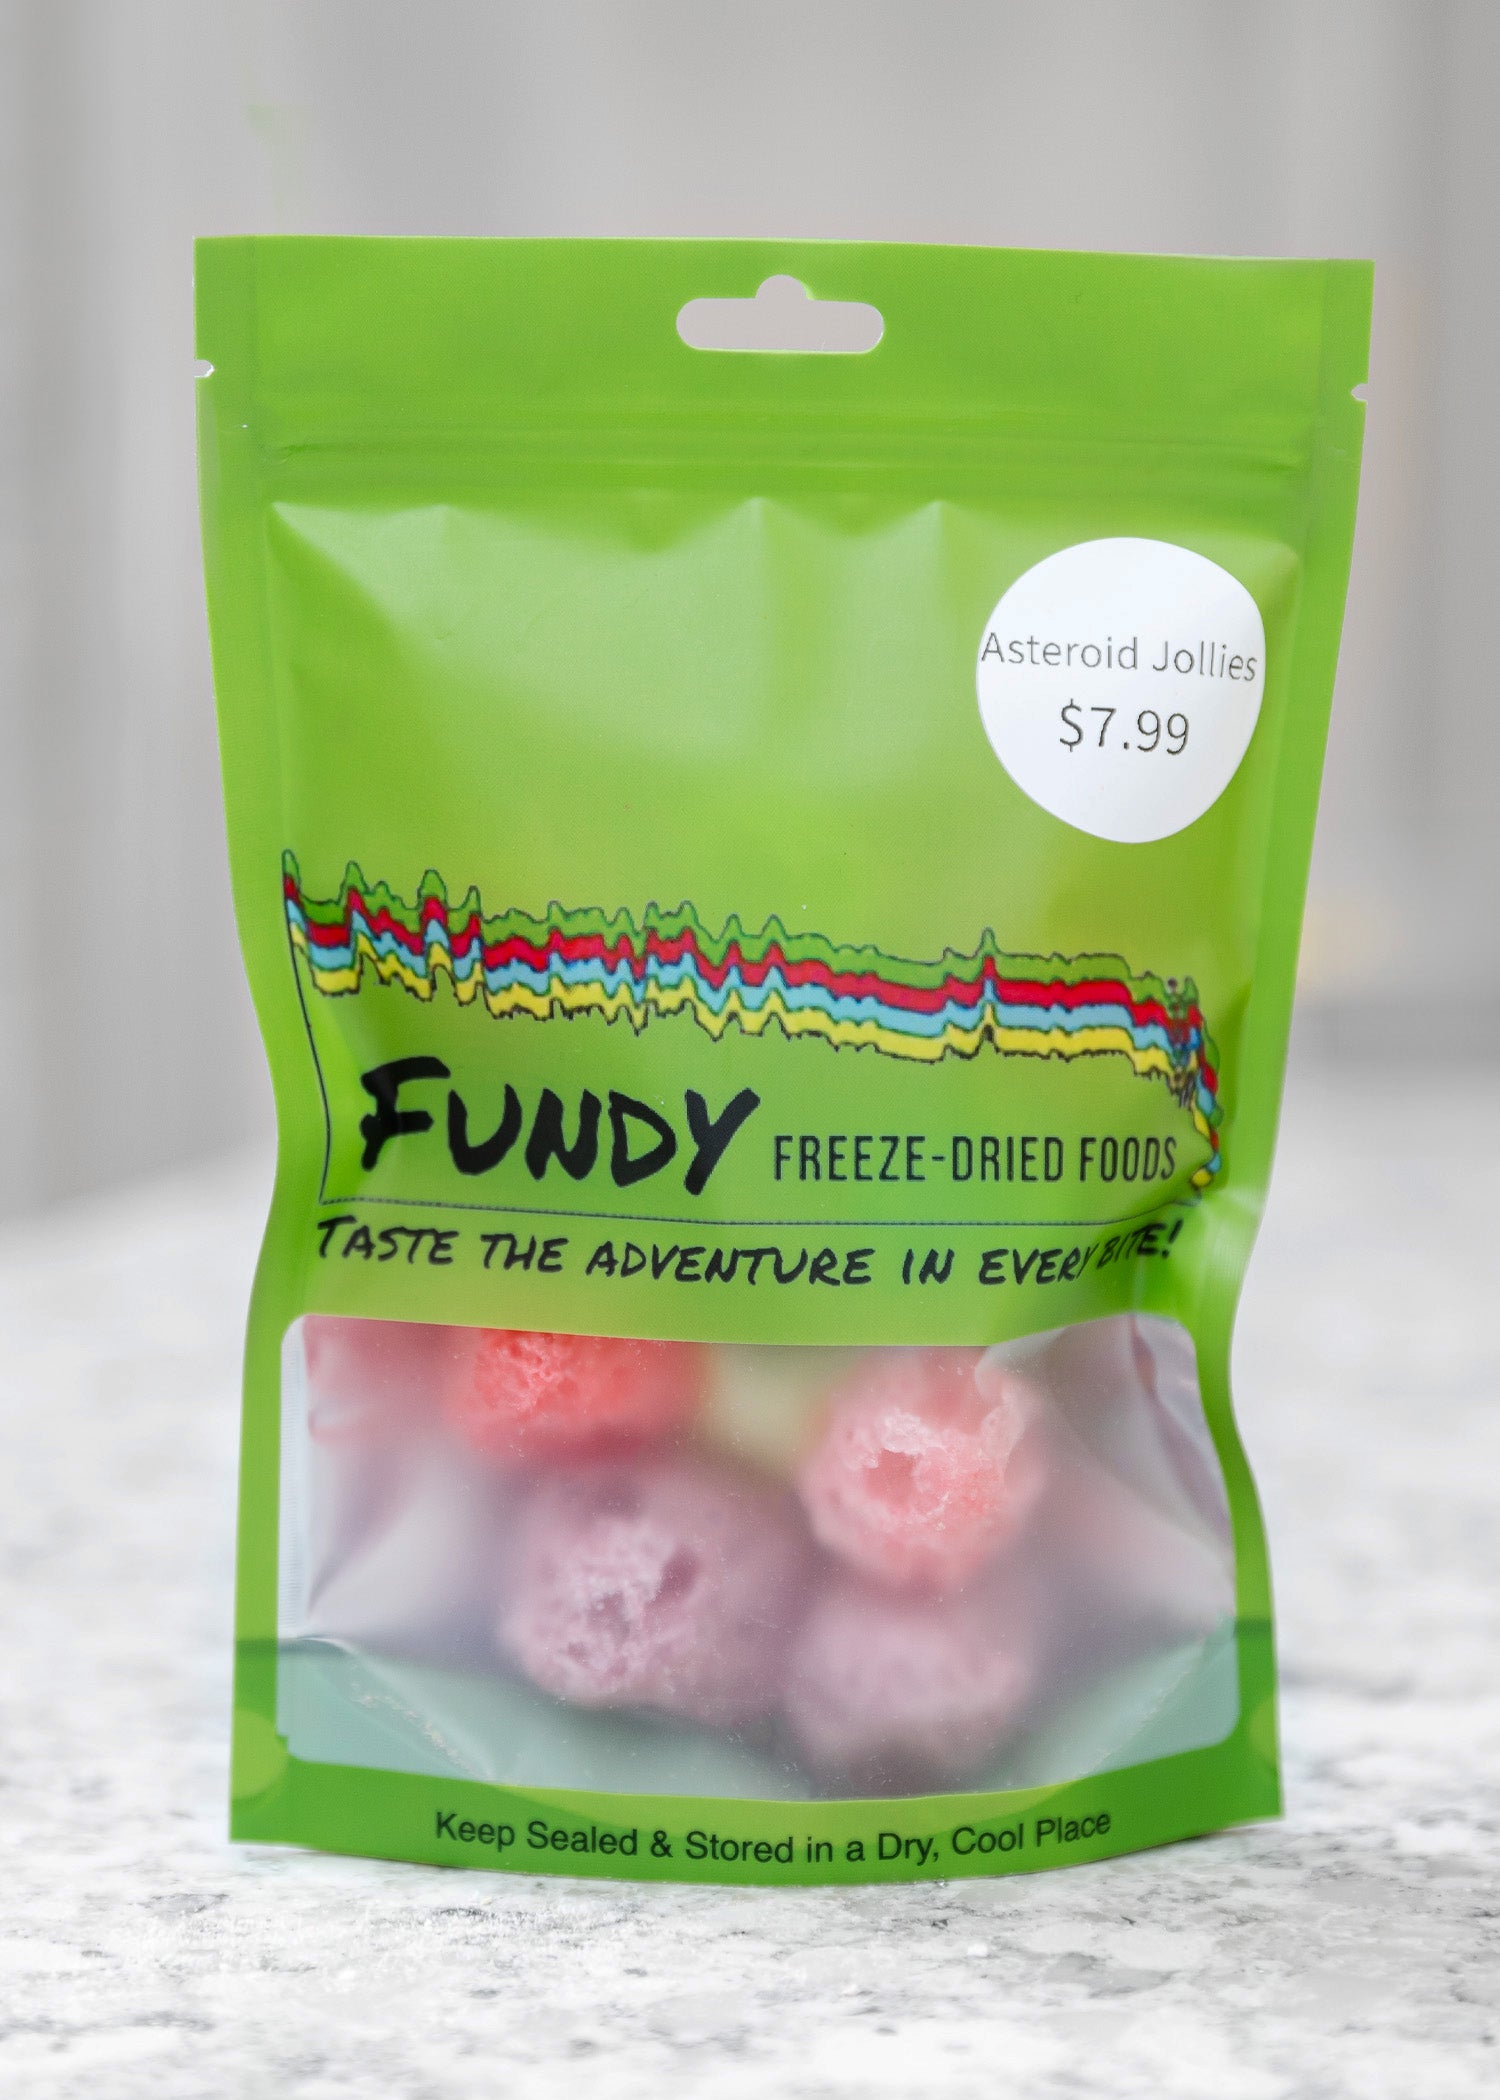 Asteroid Jollies
$7.99
FUNDY FREEZE-DRIED FOODS
TASTE THE ADVENTURE IN EVERY BITE!
Keep Sealed & Stored in a Dry, Cool Place